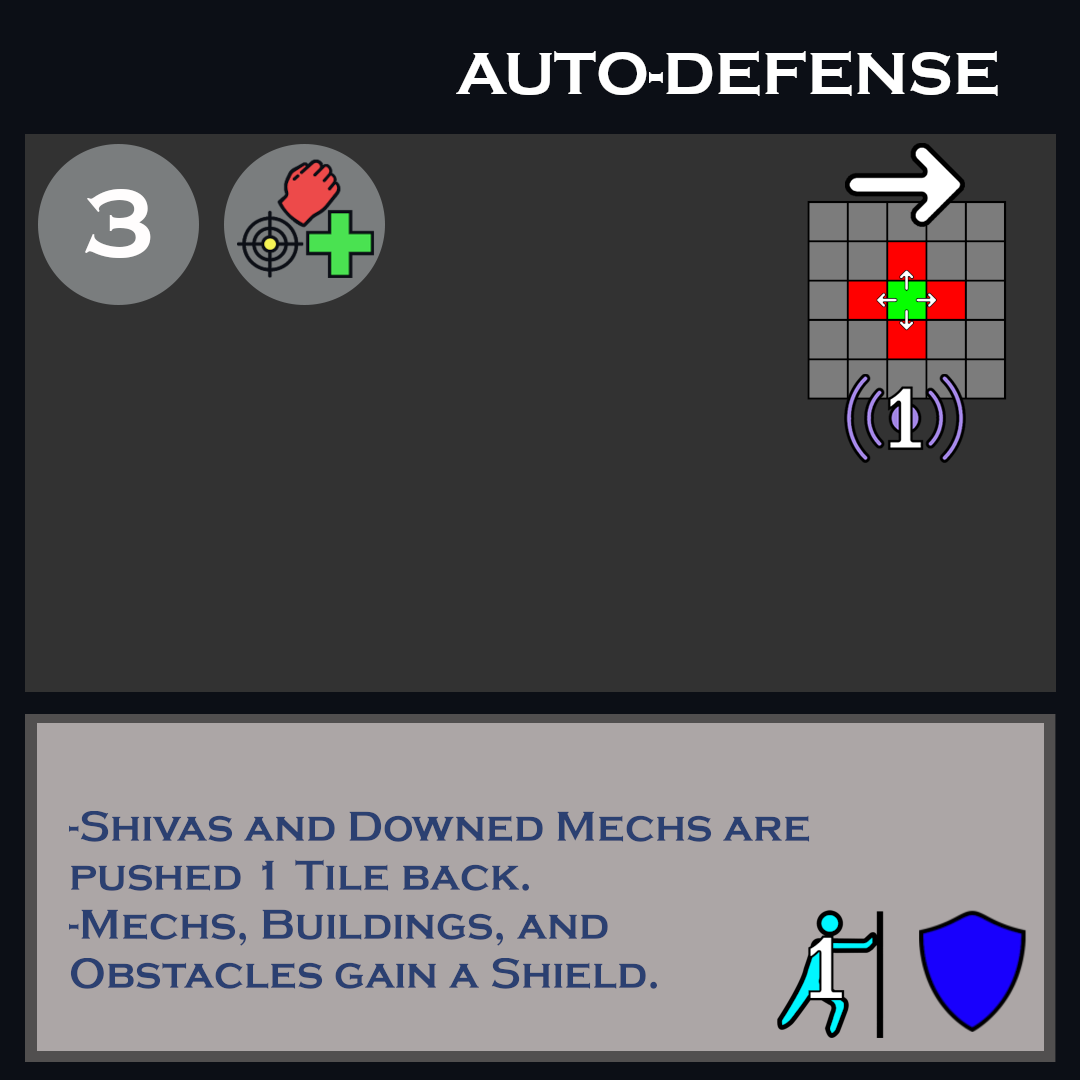 AUTO-DEFENSE
3
1
-SHIVAS AND DOWNED MECHS ARE
PUSHED 1 TILE BACK.
-MECHS, BUILDINGS, AND
OBSTACLES GAIN A SHIELD.
1